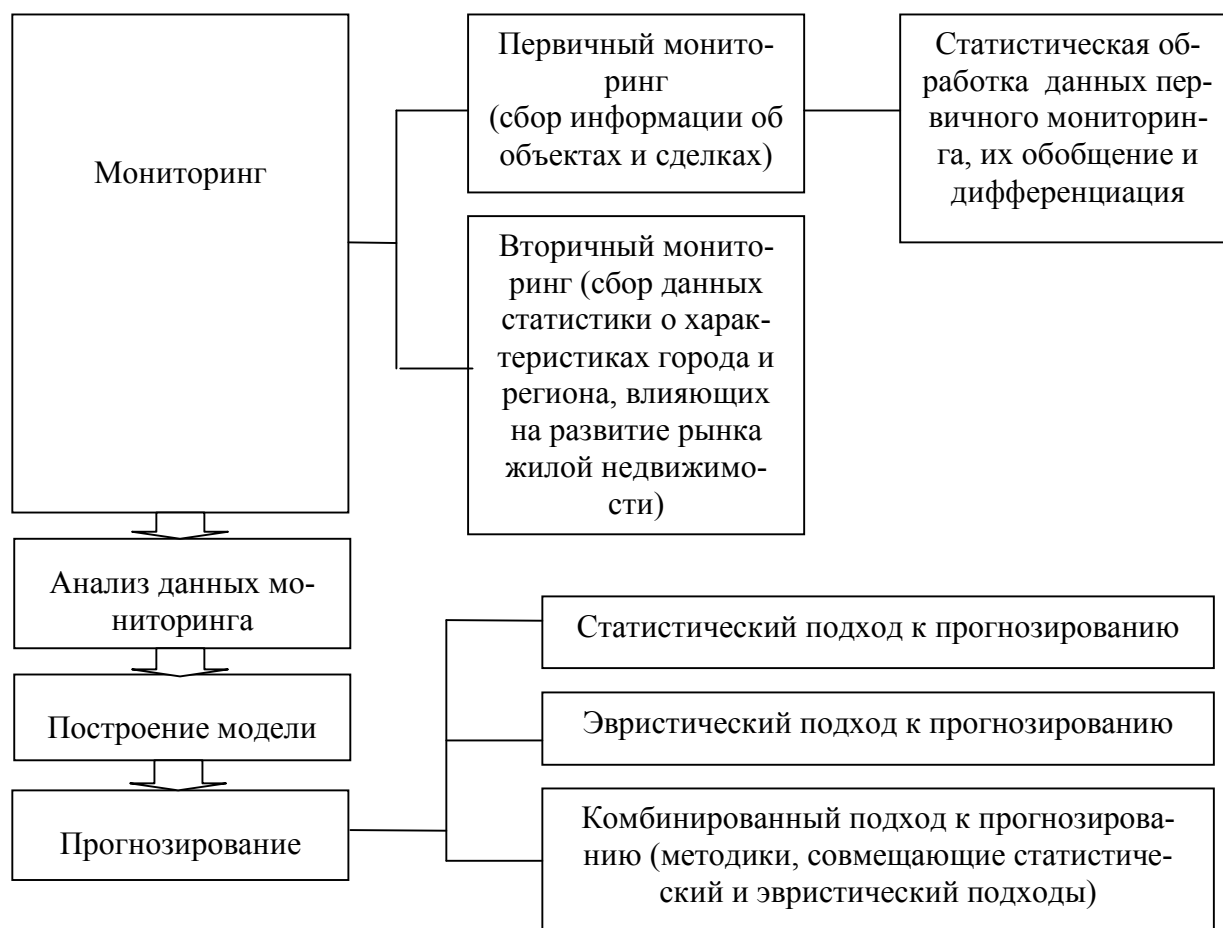 Мониторинг
Первичный монито-
ринг
(сбор информации об
объектах и сделках)
Статистическая об-
работка данных пер-
вичного мониторин-
га, их обобщение и
дифференциация
Вторичный монито-
ринг (сбор данных
статистики о харак-
теристиках города и
региона, влияющих
на развитие рынка
жилой недвижимо-
сти)
Анализ данных мо-
ниторинга
Построение модели
Прогнозирование
Статистический подход к прогнозированию
Эвристический подход к прогнозированию
Комбинированный подход к прогнозирова-
нию (методики, совмещающие статистиче-
ский и эвристический подходы)